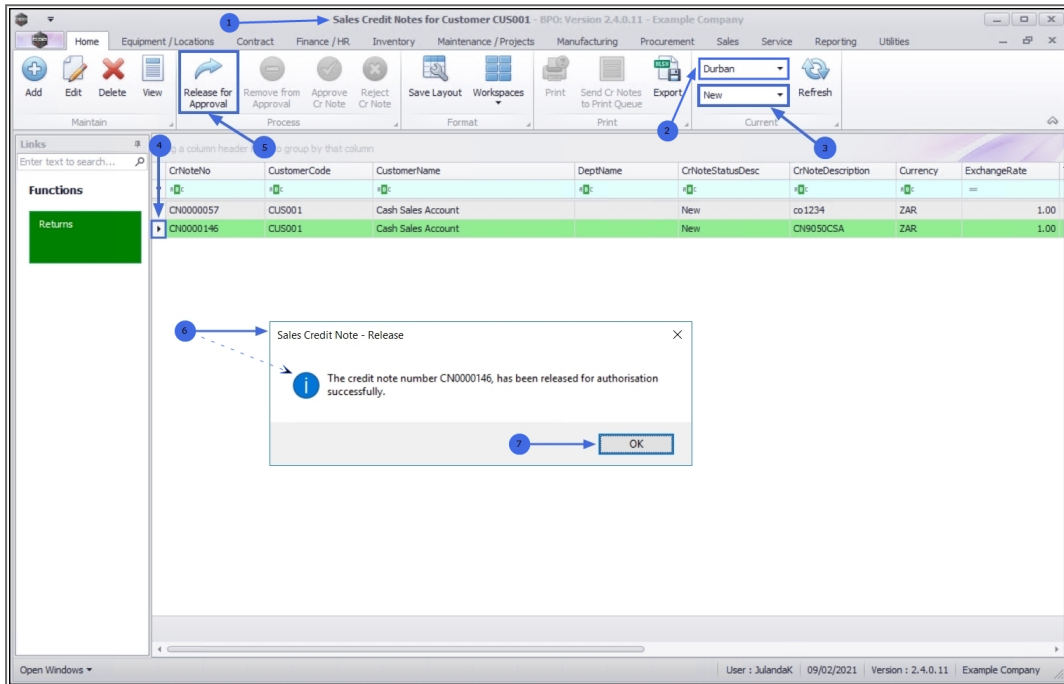 1
Sales Credit Notes for Customer CUS001 - BPO: Version 2.4.0.11 - Example Company
Home Equipment / Locations Contract Finance / HR Inventory Maintenance / Projects Manufacturing Procurement Sales Service Reporting Utilities
Add Edit Delete View
Release for Approval
Remove from Approval
Approve Cr Note
Reject Cr Note
Save Layout Workspaces
Print
Send Cr Notes to Print Queue
Export
2
Durban
New
Refresh
Maintain Process Format Print Current
3
4
5
Links
Enter text to search...
Functions
Returns
a column header to group by that column
CrNoteNo CustomerCode CustomerName DeptName CrNoteStatusDesc CrNoteDescription Currency ExchangeRate
=
CN0000057 CUS001 Cash Sales Account New co1234 ZAR 1.00
CN0000146 CUS001 Cash Sales Account New CN9050CSA ZAR 1.00
6
Sales Credit Note - Release
The credit note number CN0000146, has been released for authorisation
successfully.
7
OK
Open Windows
User : JulandaK 09/02/2021 Version : 2.4.0.11 Example Company